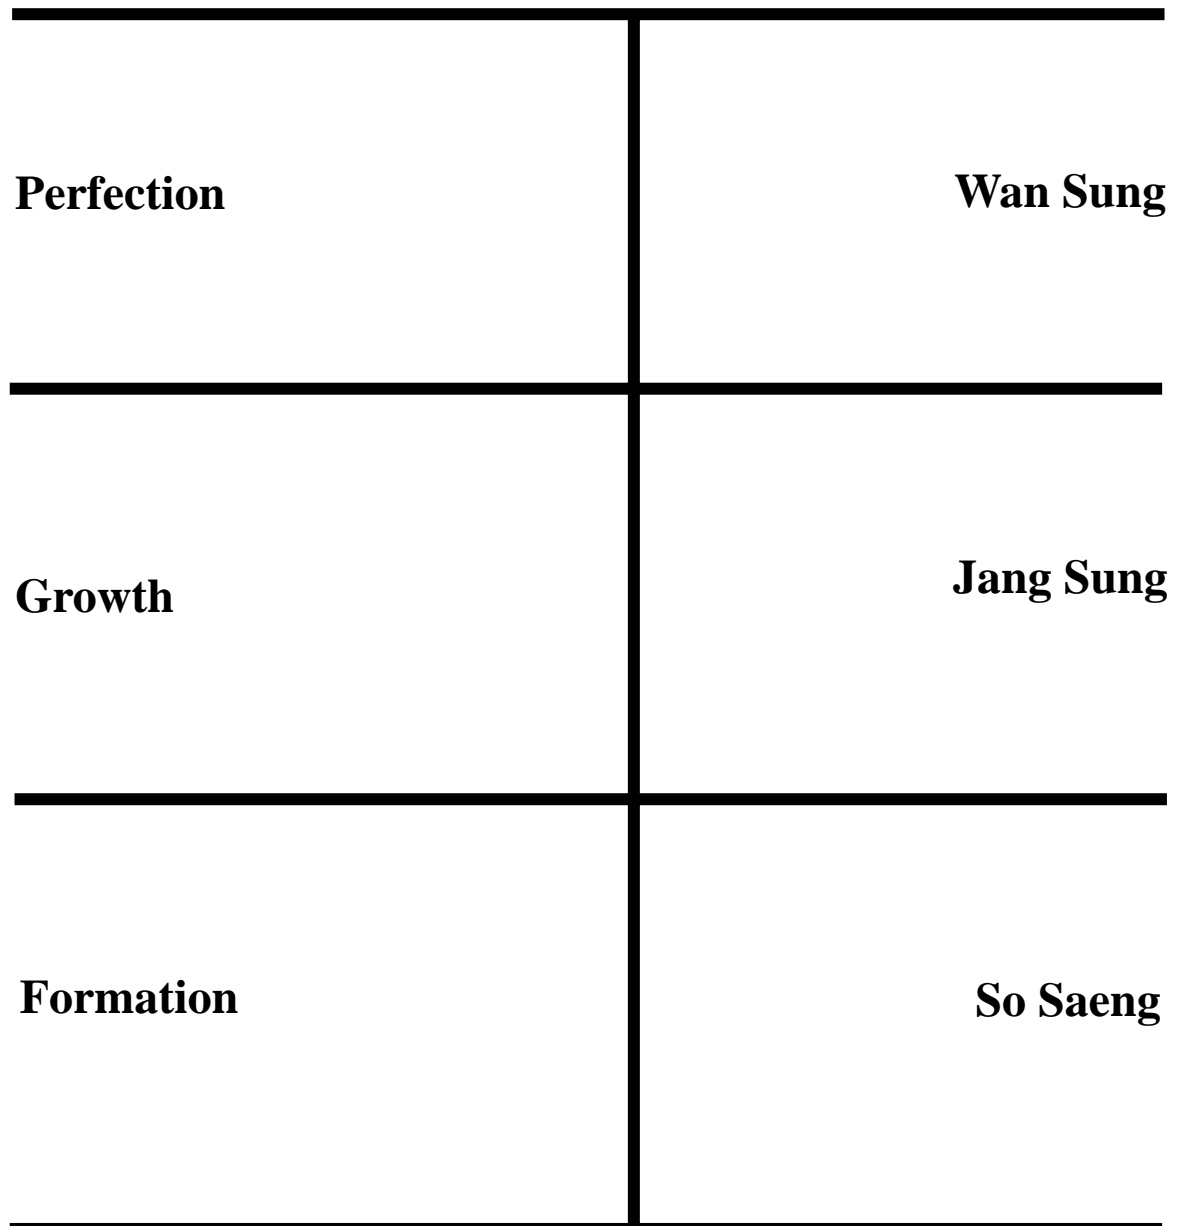 Perfection
Wan Sung
Growth
Jang Sung
Formation
So Saeng